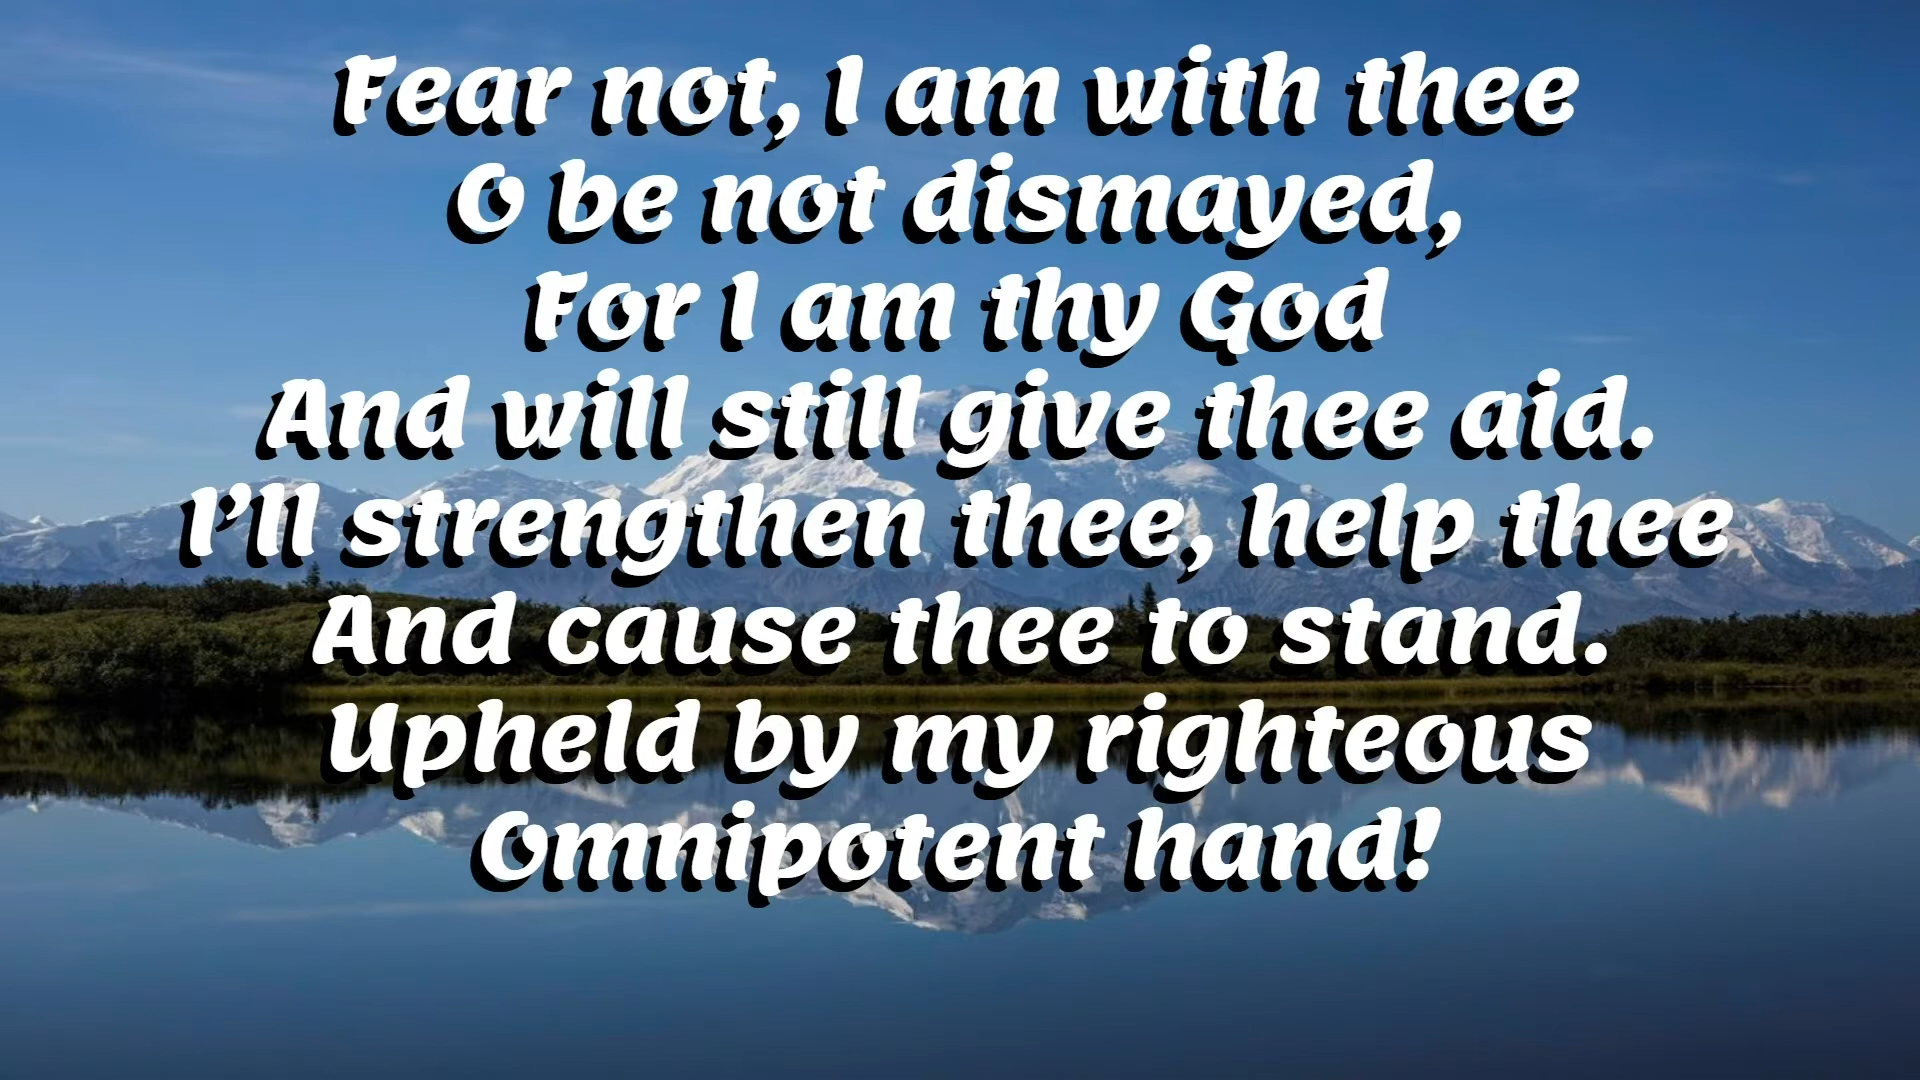 Fear not, I am with thee
O be not dismayed,
For I am thy God
And will still give thee aid.
I’ll strengthen thee, help thee
And cause thee to stand.
Upheld by my righteous
Omnipotent hand!